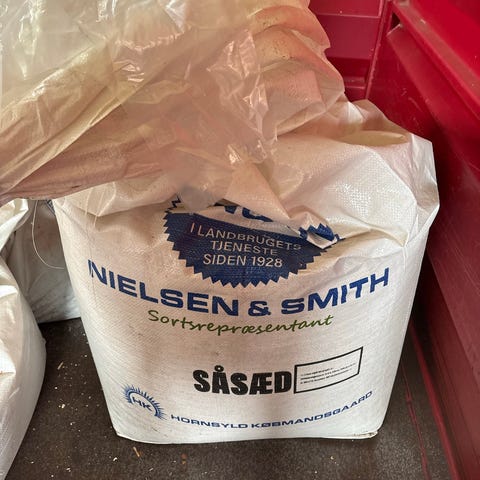 I LANDBRUGETS
TJENESTE
SIDEN 1928
NIELSEN & SMITH
Sortsrepræsentant
SÅSÆD
HK
HORNSYLD KØBMANDSGAARD